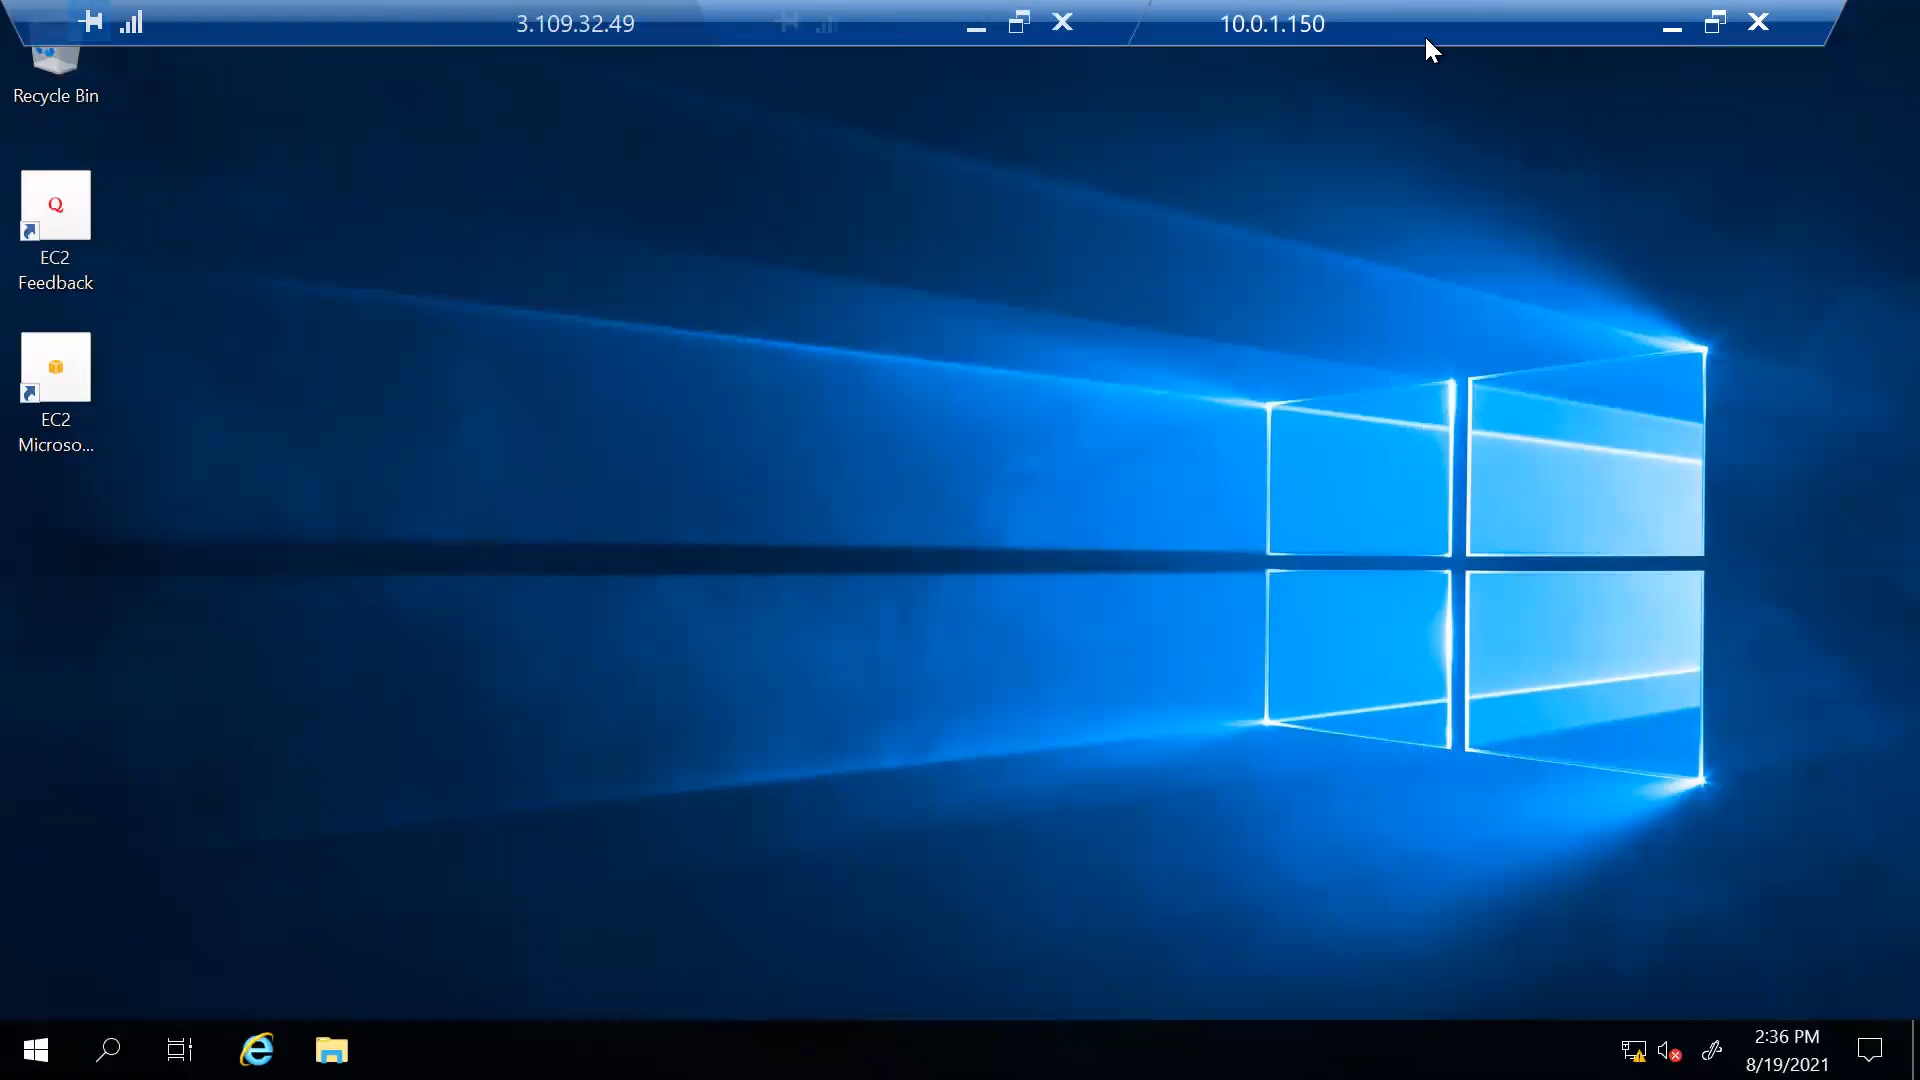 3.109.32.49
10.0.1.150
Recycle Bin
Q
EC2
Feedback
EC2
Microso...
2:36 PM
8/19/2021